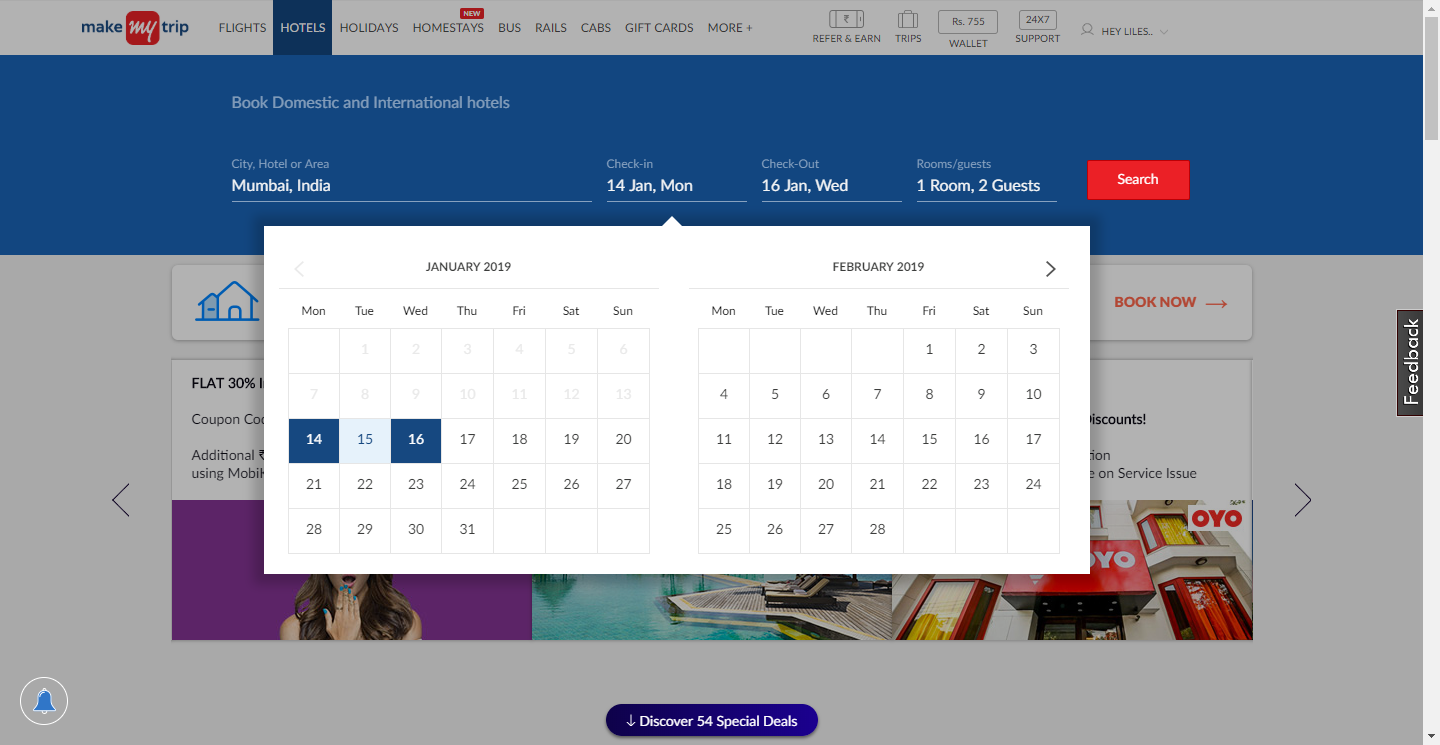 make my trip
FLIGHTS HOTELS HOLIDAYS NEW HOMESTAYS BUS RAILS CABS GIFT CARDS MORE +
₹ REFER & EARN TRIPS Rs. 755 WALLET 24X7 SUPPORT HEY LILES..
Book Domestic and International hotels
City, Hotel or Area Check-in Check-Out Rooms/guests
Mumbai, India 14 Jan, Mon 16 Jan, Wed 1 Room, 2 Guests Search
JANUARY 2019
Mon Tue Wed Thu Fri Sat Sun
1 2 3 4 5 6
7 8 9 10 11 12 13
14 15 16 17 18 19 20
21 22 23 24 25 26 27
28 29 30 31
FEBRUARY 2019
Mon Tue Wed Thu Fri Sat Sun
1 2 3
4 5 6 7 8 9 10
11 12 13 14 15 16 17
18 19 20 21 22 23 24
25 26 27 28
BOOK NOW
FLAT 30%
Coupon
Additional ₹
using
Discounts!
e on Service Issue
OYO
OYO
Feedback
Discover 54 Special Deals